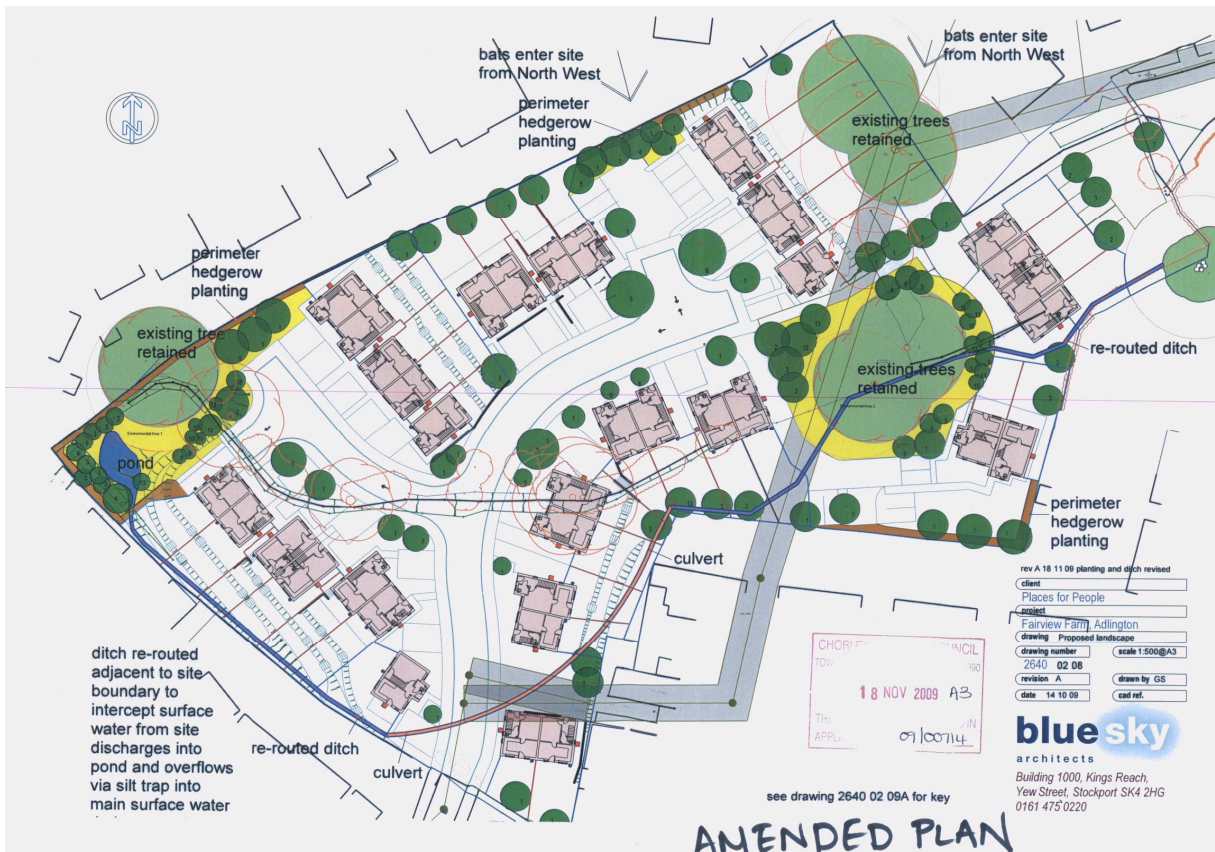 bats enter site
from North West
bats enter site
from North West
perimeter
hedgerow
planting
existing trees
retained
perimeter
hedgerow
planting
existing tree
retained
existing trees
retained
re-routed ditch
Environmental Area 1
Environmental Area 2
pond
perimeter
hedgerow
planting
culvert
ditch re-routed
adjacent to site
boundary to
intercept surface
water from site
discharges into
pond and overflows
via silt trap into
main surface water
re-routed ditch
culvert
rev A 18 11 09 planting and ditch revised
client
Places for People
project
Fairview Farm, Adlington
drawing Proposed landscape
drawing number
scale 1:500@A3
2640 02 08
revision A
drawn by GS
date 14 10 09
cad ref.
blue sky
architects
Building 1000, Kings Reach,
Yew Street, Stockport SK4 2HG
0161 475 0220
18 NOV 2009 A3
09/00714
see drawing 2640 02 09A for key
AMENDED PLAN